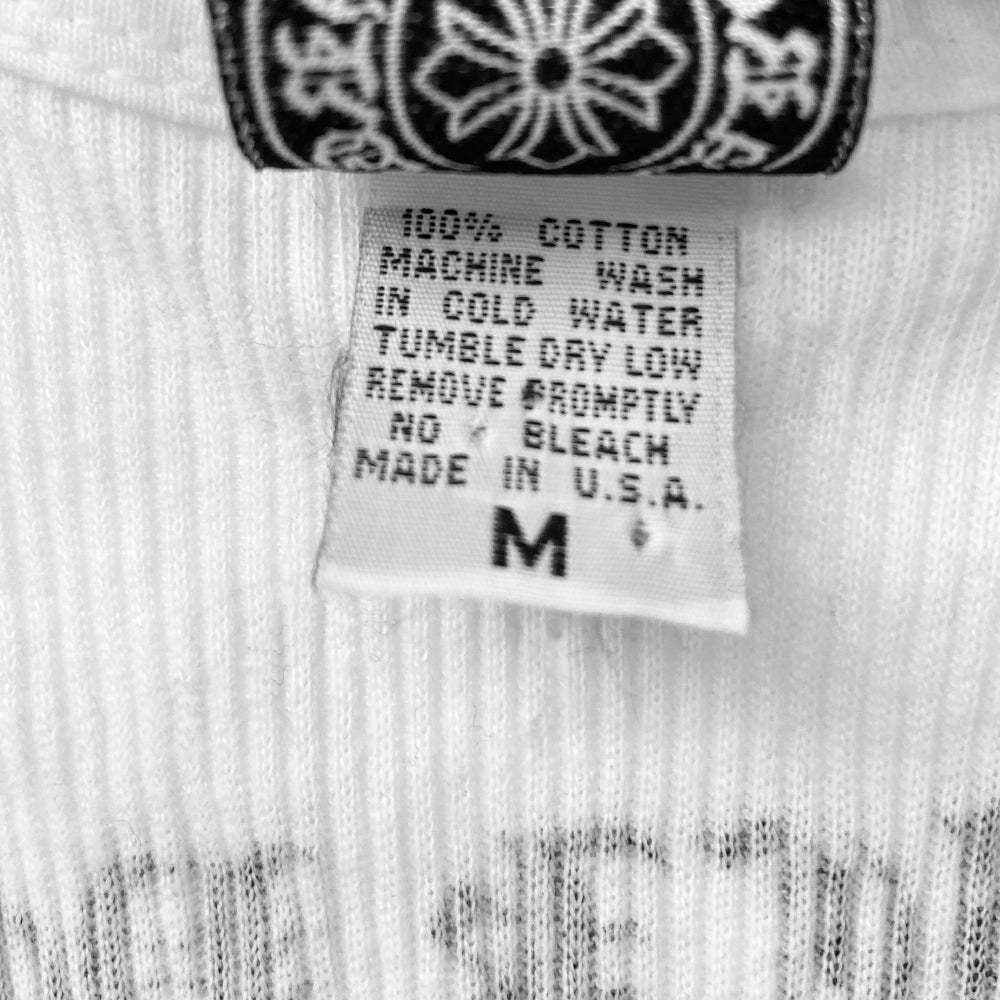 100% COTTON
MACHINE WASH
IN COLD WATER
TUMBLE DRY LOW
REMOVE PROMPTLY
NO BLEACH
MADE IN U.S.A.
M